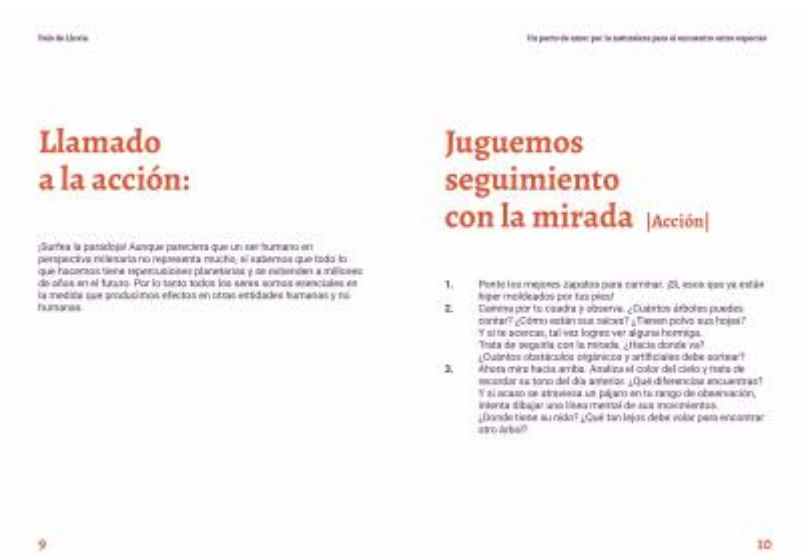 Guía de Lluvia
Un pacto de amor por la naturaleza para el encuentro entre especies
Llamado
a la acción:
¡Surfea la paradoja! Aunque pareciera que un ser humano en
perspectiva milenaria no representa mucho, sí sabemos que todo lo
que hacemos tiene repercusiones planetarias y se extienden a millones
de años en el futuro. Por lo tanto todos los seres somos esenciales en
la medida que producimos efectos en otras entidades humanas y no
humanas.
9
Juguemos
seguimiento
con la mirada |Acción|
1. Ponte los mejores zapatos para caminar. ¡Sí, esos que ya están
hiper moldeados por tus pies!
2. Camina por tu cuadra y observa. ¿Cuántos árboles puedes
contar? ¿Cómo están sus raíces? ¿Tienen polvo sus hojas?
Y si te acercas, tal vez logres ver alguna hormiga.
Trata de seguirla con la mirada. ¿Hacia donde va?
¿Cuántos obstáculos orgánicos y artificiales debe sortear?
3. Ahora mira hacia arriba. Analiza el color del cielo y trata de
recordar su tono del día anterior. ¿Qué diferencias encuentras?
Y si acaso se atraviesa un pájaro en tu rango de observación,
intenta dibujar una línea mental de sus movimientos.
¿Donde tiene su nido? ¿Qué tan lejos debe volar para encontrar
otro árbol?
10